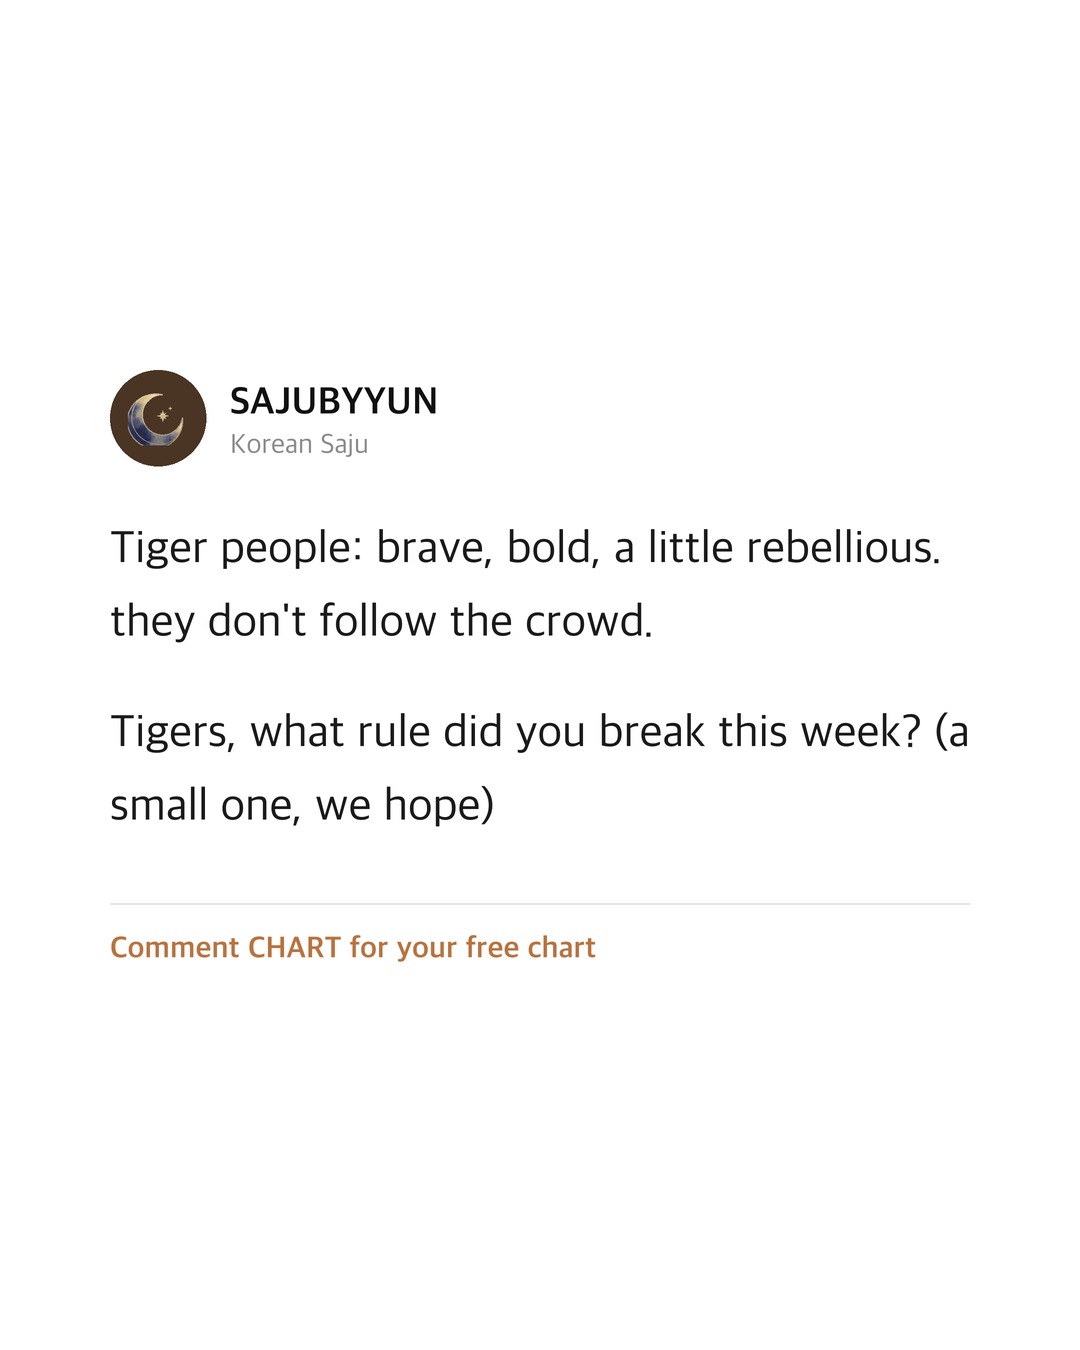 SAJUBYYUN
Korean Saju
Tiger people: brave, bold, a little rebellious.
they don't follow the crowd.
Tigers, what rule did you break this week? (a
small one, we hope)
Comment CHART for your free chart